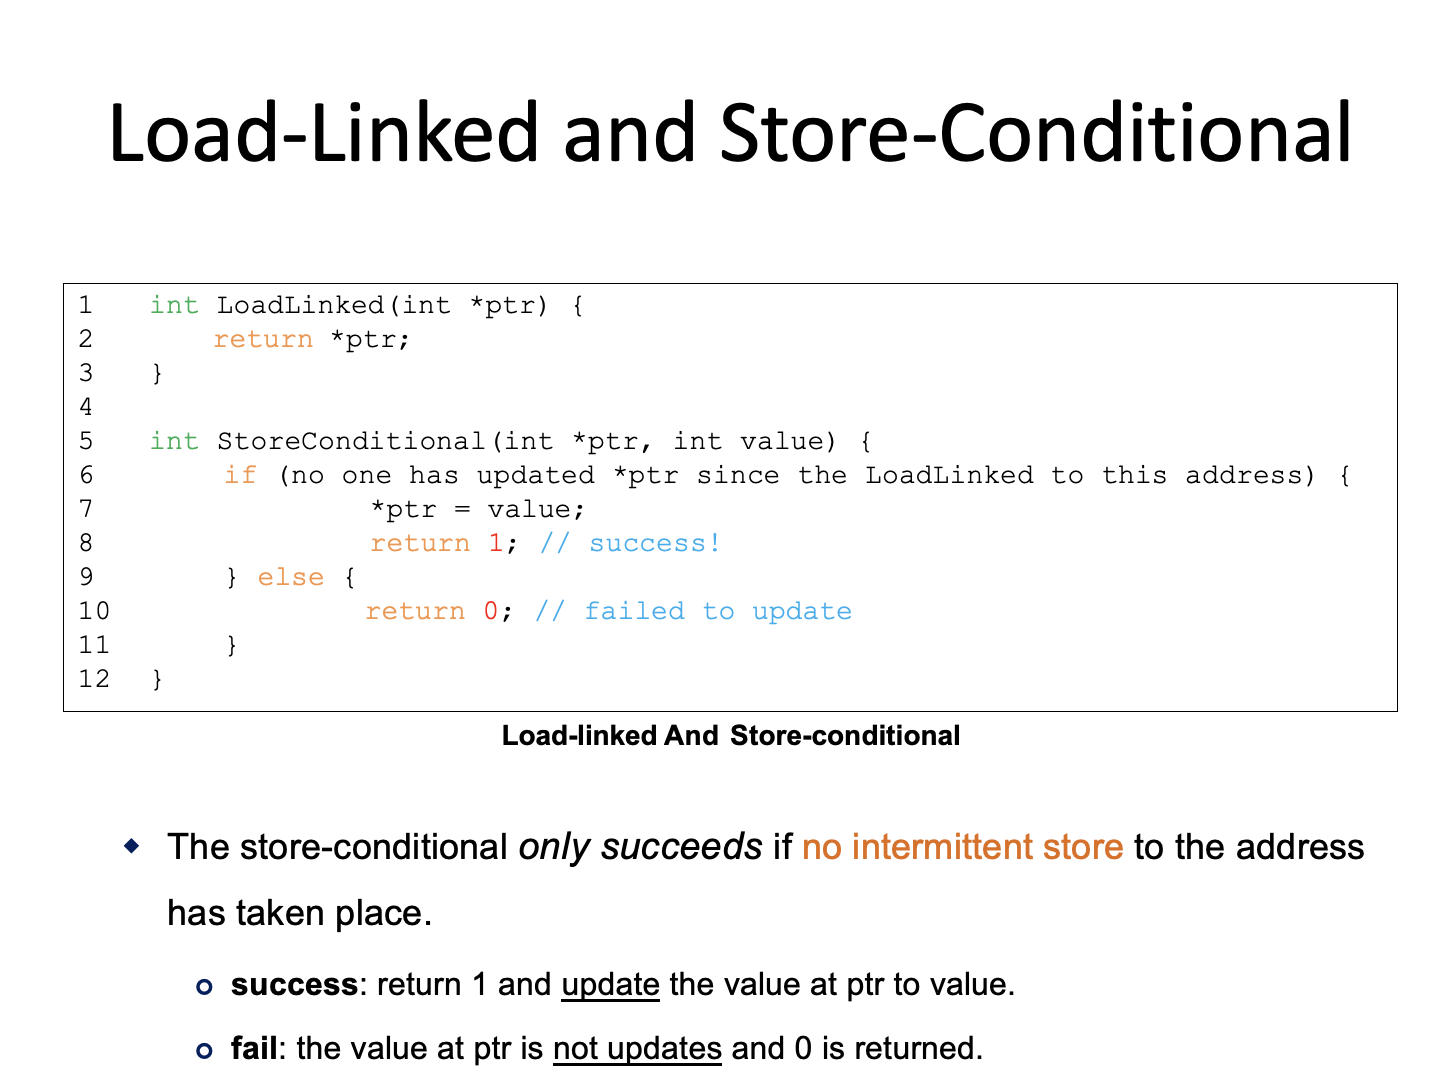 Load-Linked and Store-Conditional
1 int LoadLinked(int *ptr) {
2 return *ptr;
3 }
4
5 int StoreConditional(int *ptr, int value) {
6 if (no one has updated *ptr since the LoadLinked to this address) {
7 *ptr = value;
8 return 1; // success!
9 } else {
10 return 0; // failed to update
11 }
12 }
Load-linked And Store-conditional
The store-conditional only succeeds if no intermittent store to the address
has taken place.
success: return 1 and update the value at ptr to value.
fail: the value at ptr is not updates and 0 is returned.